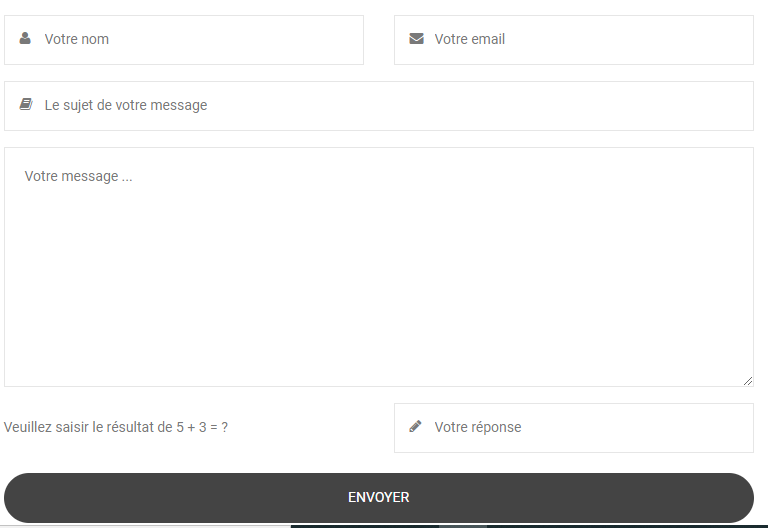 Votre nom
Votre email
Le sujet de votre message
Votre message ...
Veuillez saisir le résultat de 5 + 3 = ?
Votre réponse
ENVOYER